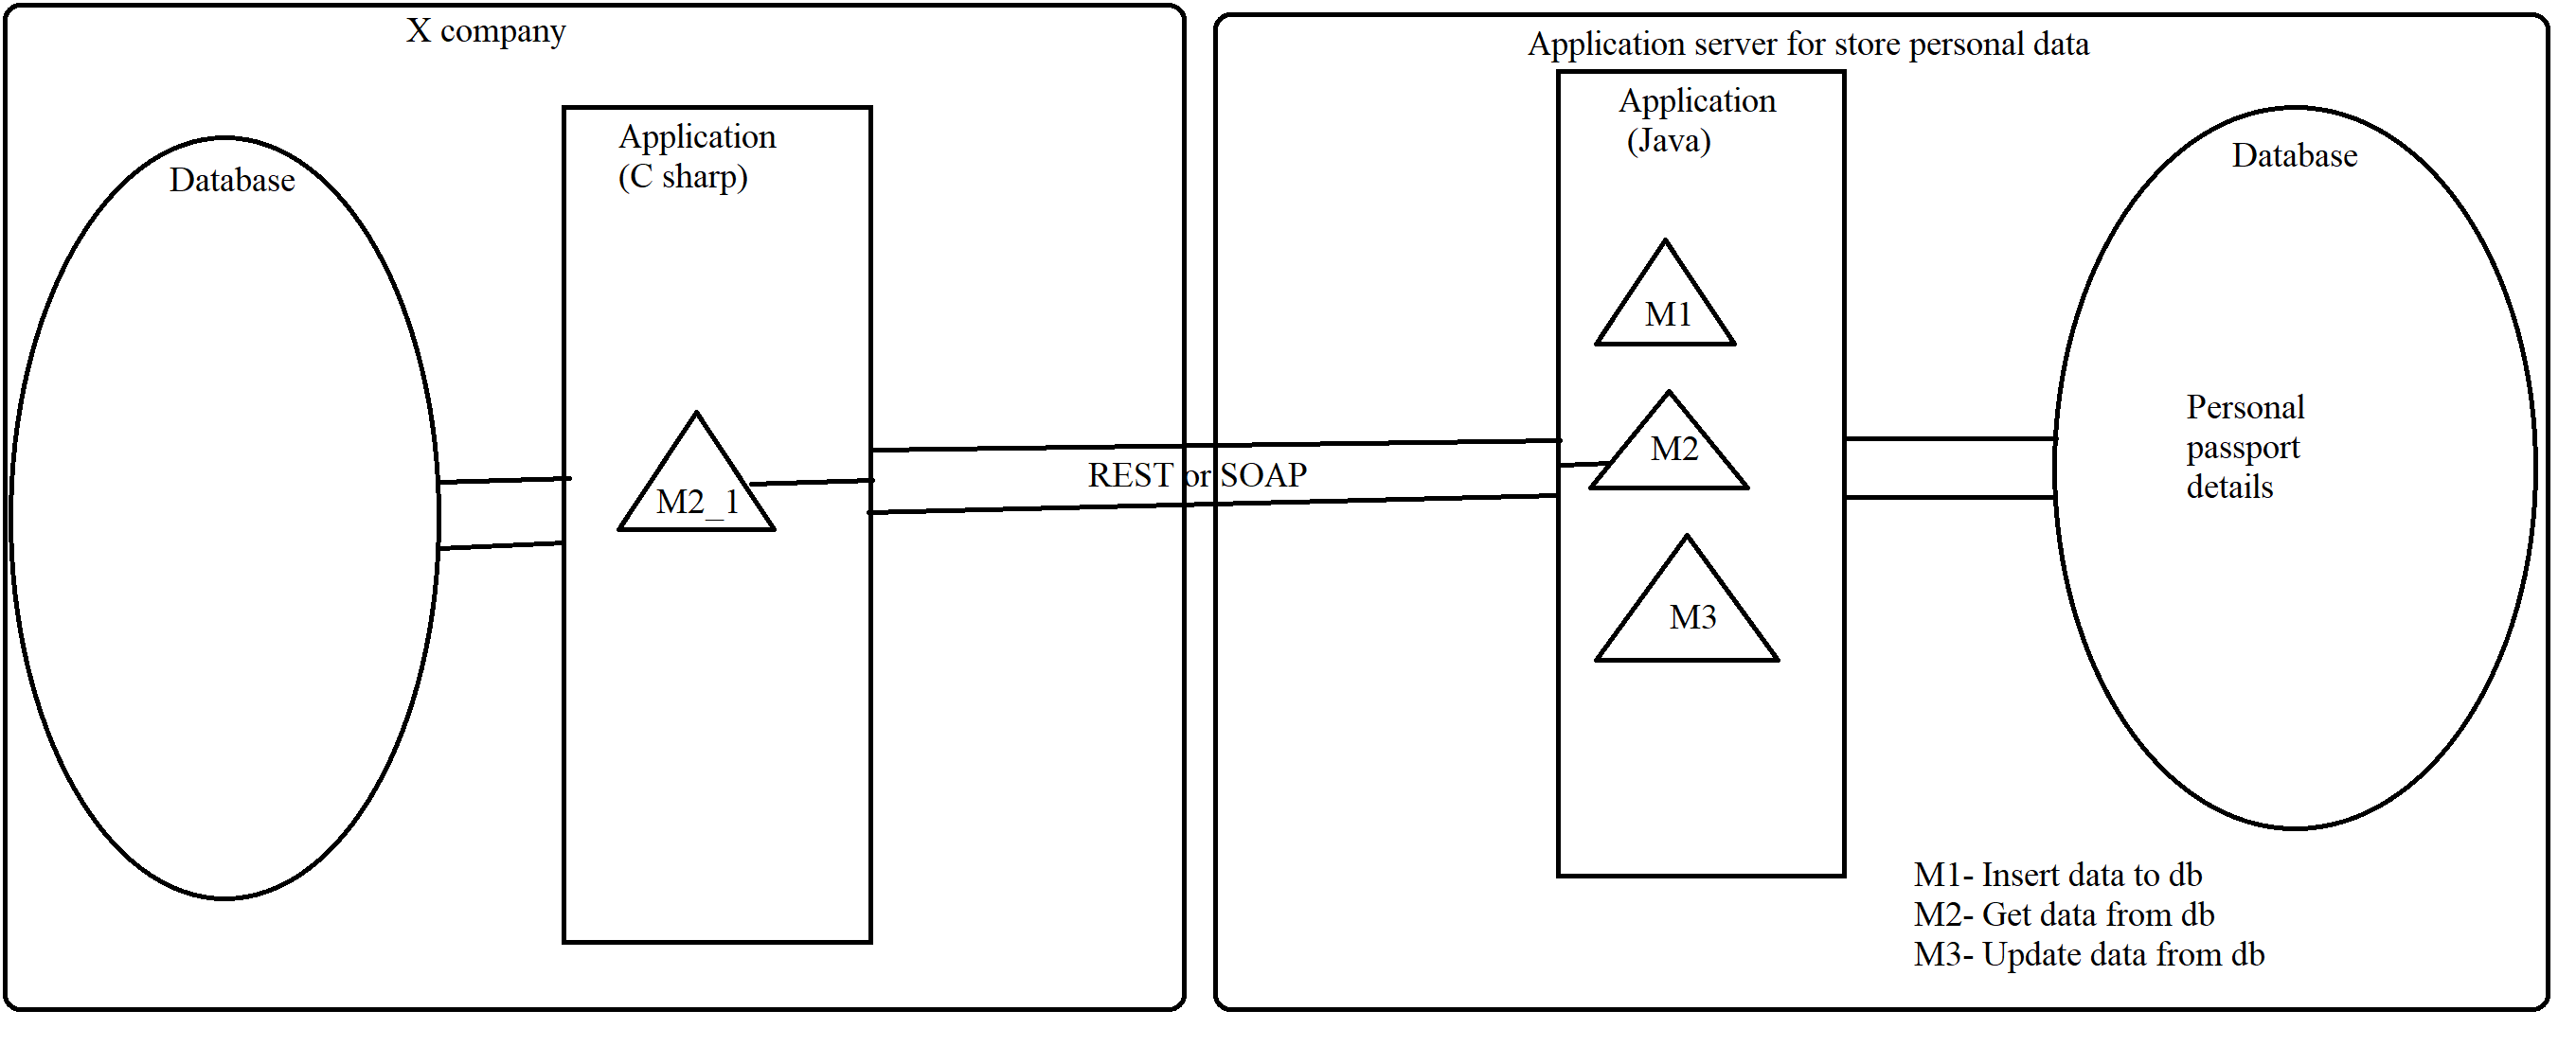 X company
Database
Application
(C sharp)
M2_1
REST or SOAP
Application server for store personal data
Application
(Java)
M1
M2
M3
Database
Personal
passport
details
M1- Insert data to db
M2- Get data from db
M3- Update data from db